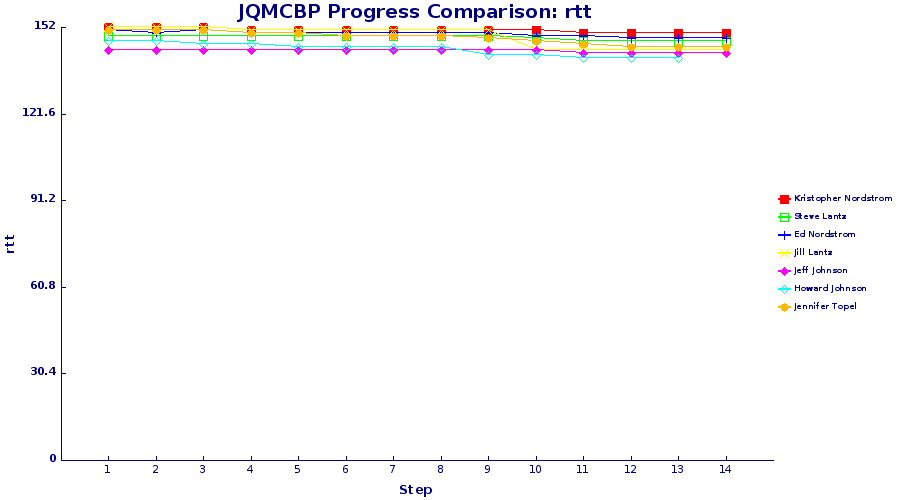 JQMCBP Progress Comparison: rtt
152
121.6
91.2
60.8
30.4
0
rtt
1 2 3 4 5 6 7 8 9 10 11 12 13 14
Step
Kristopher Nordstrom
Steve Lantz
Ed Nordstrom
Jill Lantz
Jeff Johnson
Howard Johnson
Jennifer Topel